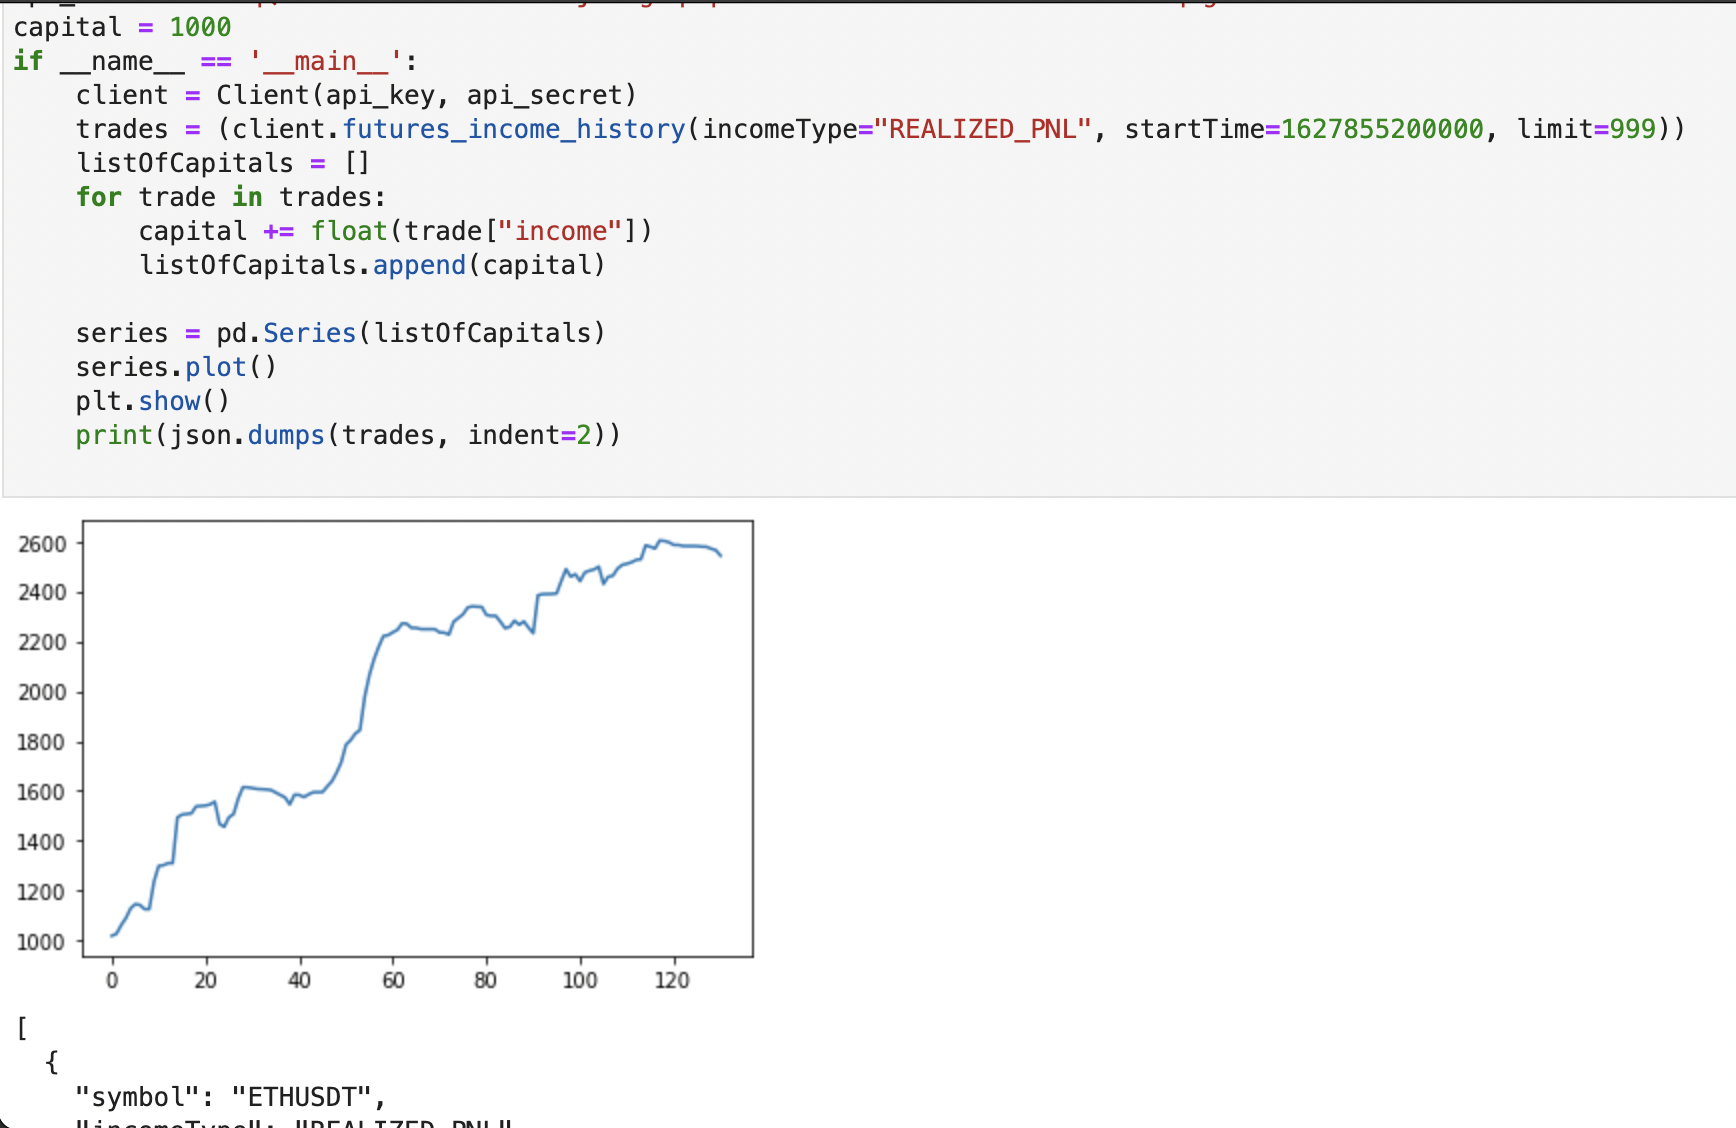 capital = 1000
if __name__ == '__main__':
    client = Client(api_key, api_secret)
    trades = (client.futures_income_history(incomeType="REALIZED_PNL", startTime=1627855200000, limit=999))
    listOfCapitals = []
    for trade in trades:
        capital += float(trade["income"])
        listOfCapitals.append(capital)
    series = pd.Series(listOfCapitals)
    series.plot()
    plt.show()
    print(json.dumps(trades, indent=2))
2600
2400
2200
2000
1800
1600
1400
1200
1000
0 20 40 60 80 100 120
[
  {
    "symbol": "ETHUSDT",
    "incomeType": "REALIZED_PNL"